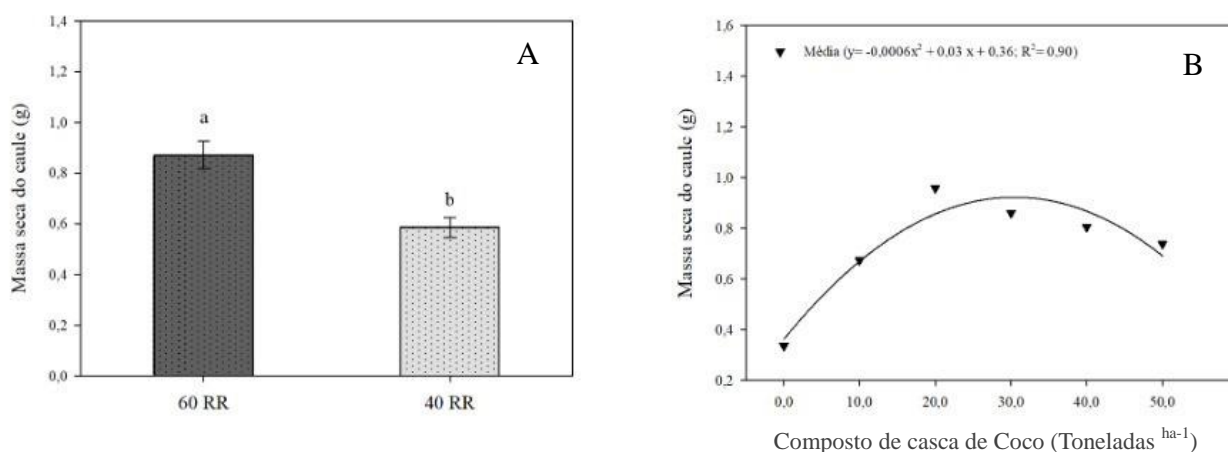 Massa seca do caule (g)
1,4
1,2
1,0
0,8
0,6
0,4
0,2
0,0
A
a
b
60 RR
40 RR
Massa seca do caule (g)
1,6
1,4
1,2
1,0
0,8
0,6
0,4
0,2
Média (y= -0,0006x² + 0,03 x + 0,36; R²= 0,90)
B
0,0 10,0 20,0 30,0 40,0 50,0
Composto de casca de Coco (Toneladas ha-1)